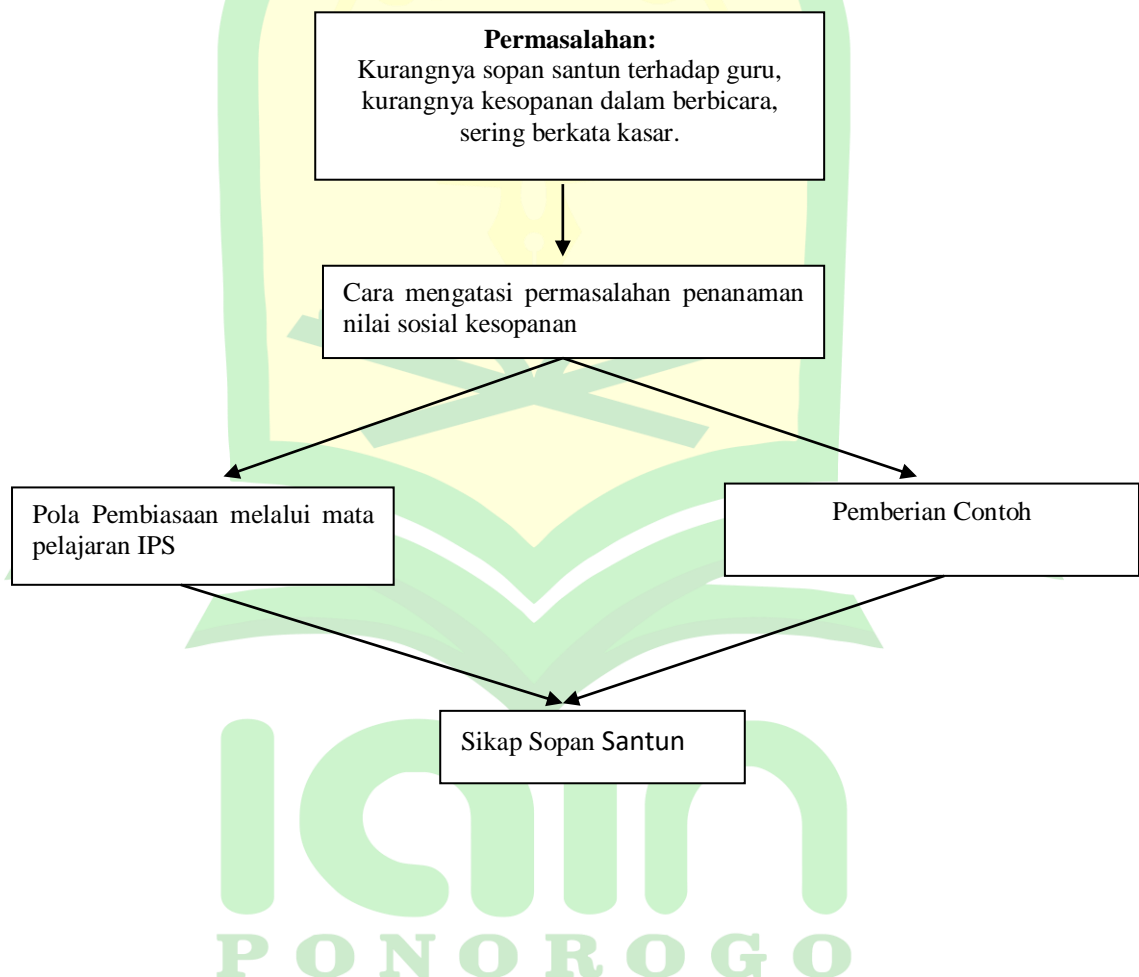 Permasalahan:
Kurangnya sopan santun terhadap guru,
kurangnya kesopanan dalam berbicara,
sering berkata kasar.
Cara mengatasi permasalahan penanaman
nilai sosial kesopanan
Pola Pembiasaan melalui mata
pelajaran IPS
Pemberian Contoh
Sikap Sopan Santun
iain
PONOROGO